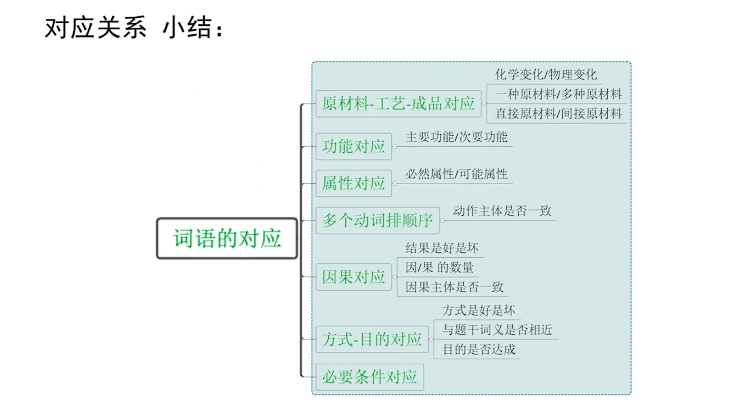 对应关系 小结：
词语的对应
原材料-工艺-成品对应
化学变化/物理变化
一种原材料/多种原材料
直接原材料/间接原材料
功能对应
主要功能/次要功能
属性对应
必然属性/可能属性
多个动词排顺序
动作主体是否一致
因果对应
结果是好是坏
因/果 的数量
因果主体是否一致
方式-目的对应
方式是好是坏
与题干词义是否相近
目的是否达成
必要条件对应